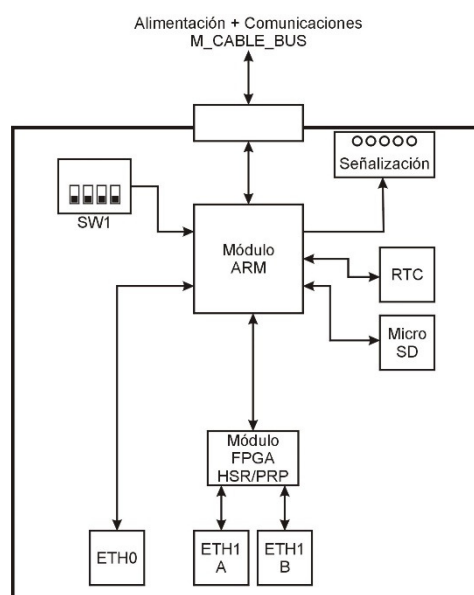 Alimentación + Comunicaciones
M_CABLE_BUS
Señalización
SW1
Módulo
ARM
RTC
Micro
SD
Módulo
FPGA
HSR/PRP
ETH0
ETH1
A
ETH1
B